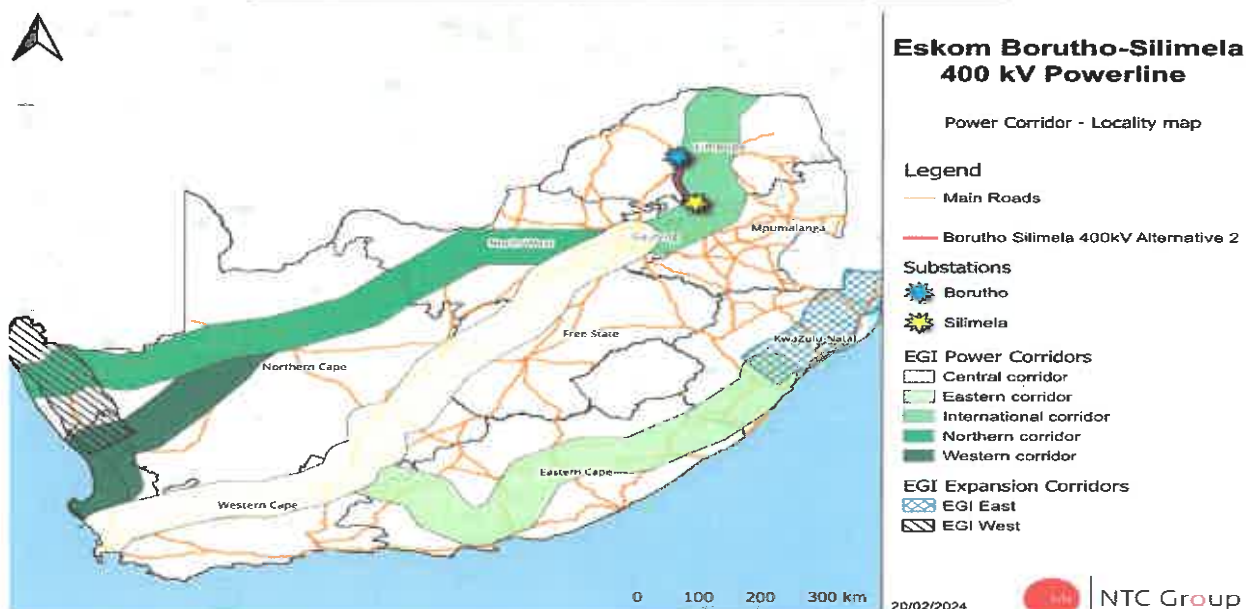 Eskom Borutho-Silimela
400 kV Powerline
Power Corridor - Locality map
Legend
Main Roads
Borutho Silimela 400kV Alternative 2
Substations
Borutho
Silimela
EGI Power Corridors
Central corridor
Eastern corridor
International corridor
Northern corridor
Western corridor
EGI Expansion Corridors
EGI East
EGI West
NTC Group
20/02/2024
Limpopo
Mpumalanga
North West
Gauteng
Free State
KwaZulu-Natal
Northern Cape
Eastern Cape
Western Cape
0 100 200 300 km